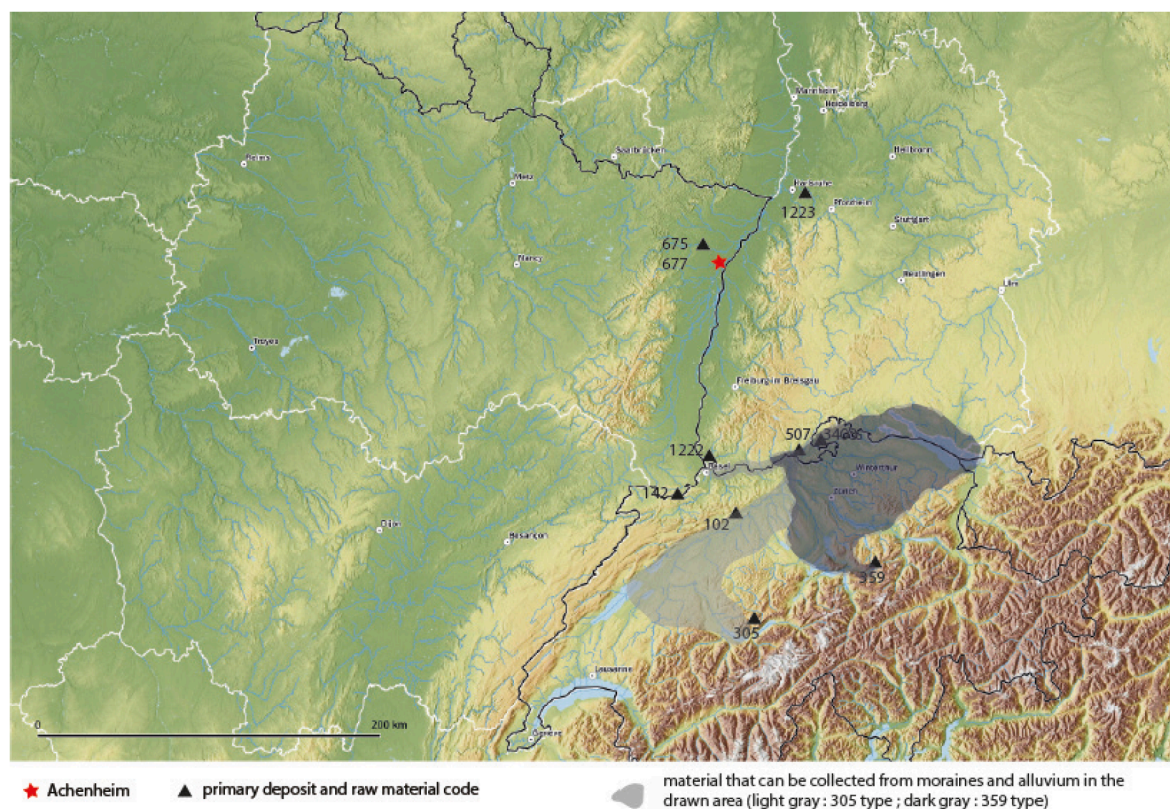 Mannheim
Heidelberg
Saarbrücken
Heilbronn
Reims
Metz
Karlsruhe
1223
Pforzheim
Stuttgart
675
677
Nancy
Reutlingen
Ulm
Troyes
Freiburg im Breisgau
507
1222
Basel
Winterthur
142
Zürich
102
Dijon
Besançon
359
305
Lausanne
0
200 km
Genève
Achenheim
primary deposit and raw material code
material that can be collected from moraines and alluvium in the
drawn area (light gray : 305 type ; dark gray : 359 type)